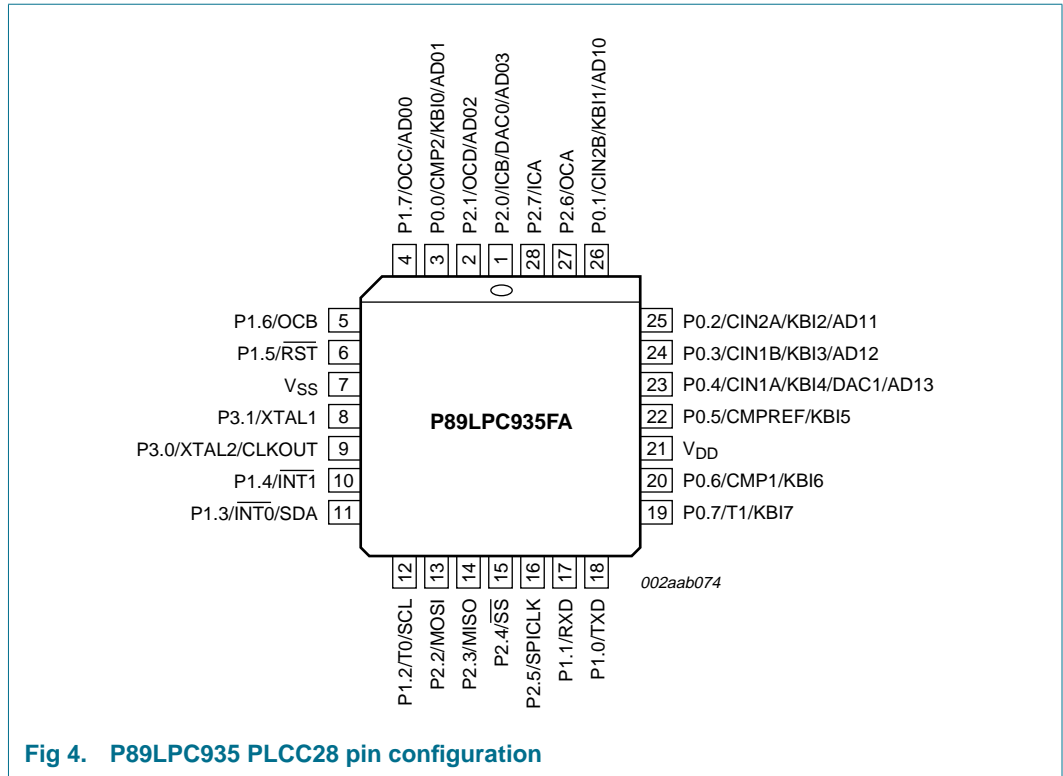 P1.7/OCC/AD00
P0.0/CMP2/KBI0/AD01
P2.1/OCD/AD02
P2.0/ICB/DAC0/AD03
P2.7/ICA
P2.6/OCA
P0.1/CIN2B/KBI1/AD10
4
3
2
1
28
27
26
P1.6/OCB 5
P1.5/R̅S̅T̅ 6
VSS 7
P3.1/XTAL1 8
P3.0/XTAL2/CLKOUT 9
P1.4/I̅N̅T̅1̅ 10
P1.3/I̅N̅T̅0̅/SDA 11
P89LPC935FA
25 P0.2/CIN2A/KBI2/AD11
24 P0.3/CIN1B/KBI3/AD12
23 P0.4/CIN1A/KBI4/DAC1/AD13
22 P0.5/CMPREF/KBI5
21 VDD
20 P0.6/CMP1/KBI6
19 P0.7/T1/KBI7
12
13
14
15
16
17
18
P1.2/T0/SCL
P2.2/MOSI
P2.3/MISO
P2.4/S̅S̅
P2.5/SPICLK
P1.1/RXD
P1.0/TXD
002aab074
Fig 4. P89LPC935 PLCC28 pin configuration